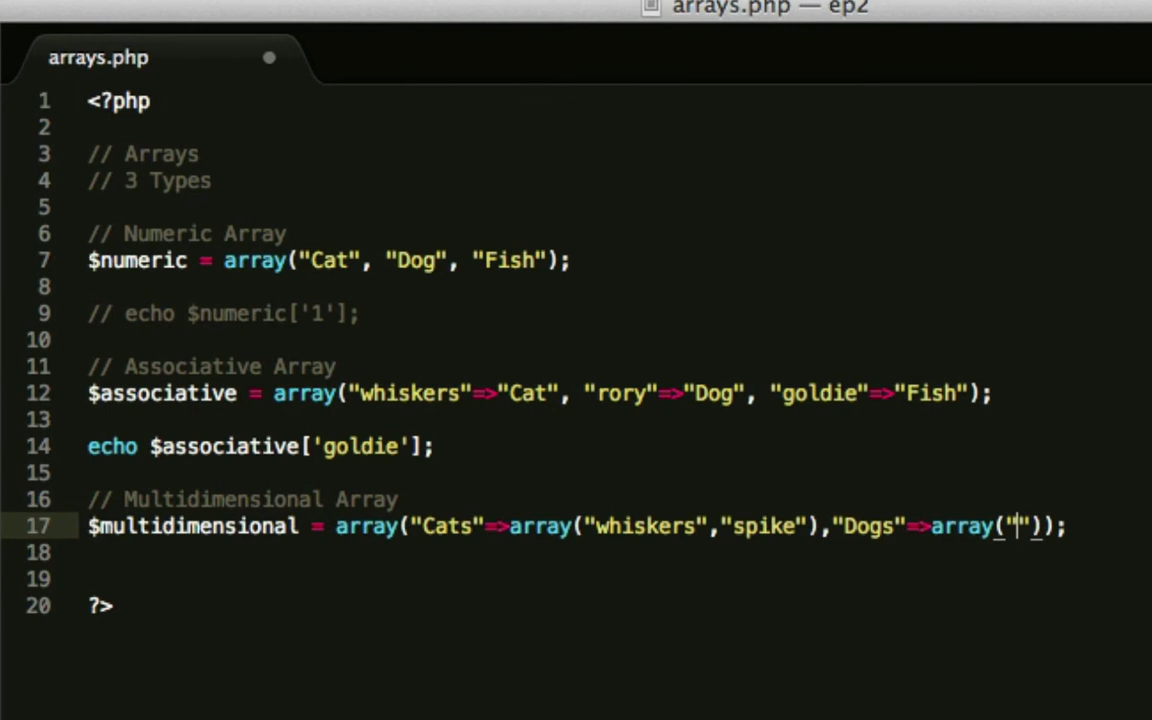 arrays.php — ep2
arrays.php
1 <?php
2
3 // Arrays
4 // 3 Types
5
6 // Numeric Array
7 $numeric = array("Cat", "Dog", "Fish");
8
9 // echo $numeric['1'];
10
11 // Associative Array
12 $associative = array("whiskers"=>"Cat", "rory"=>"Dog", "goldie"=>"Fish");
13
14 echo $associative['goldie'];
15
16 // Multidimensional Array
17 $multidimensional = array("Cats"=>array("whiskers","spike"),"Dogs"=>array(""));
18
19
20 ?>